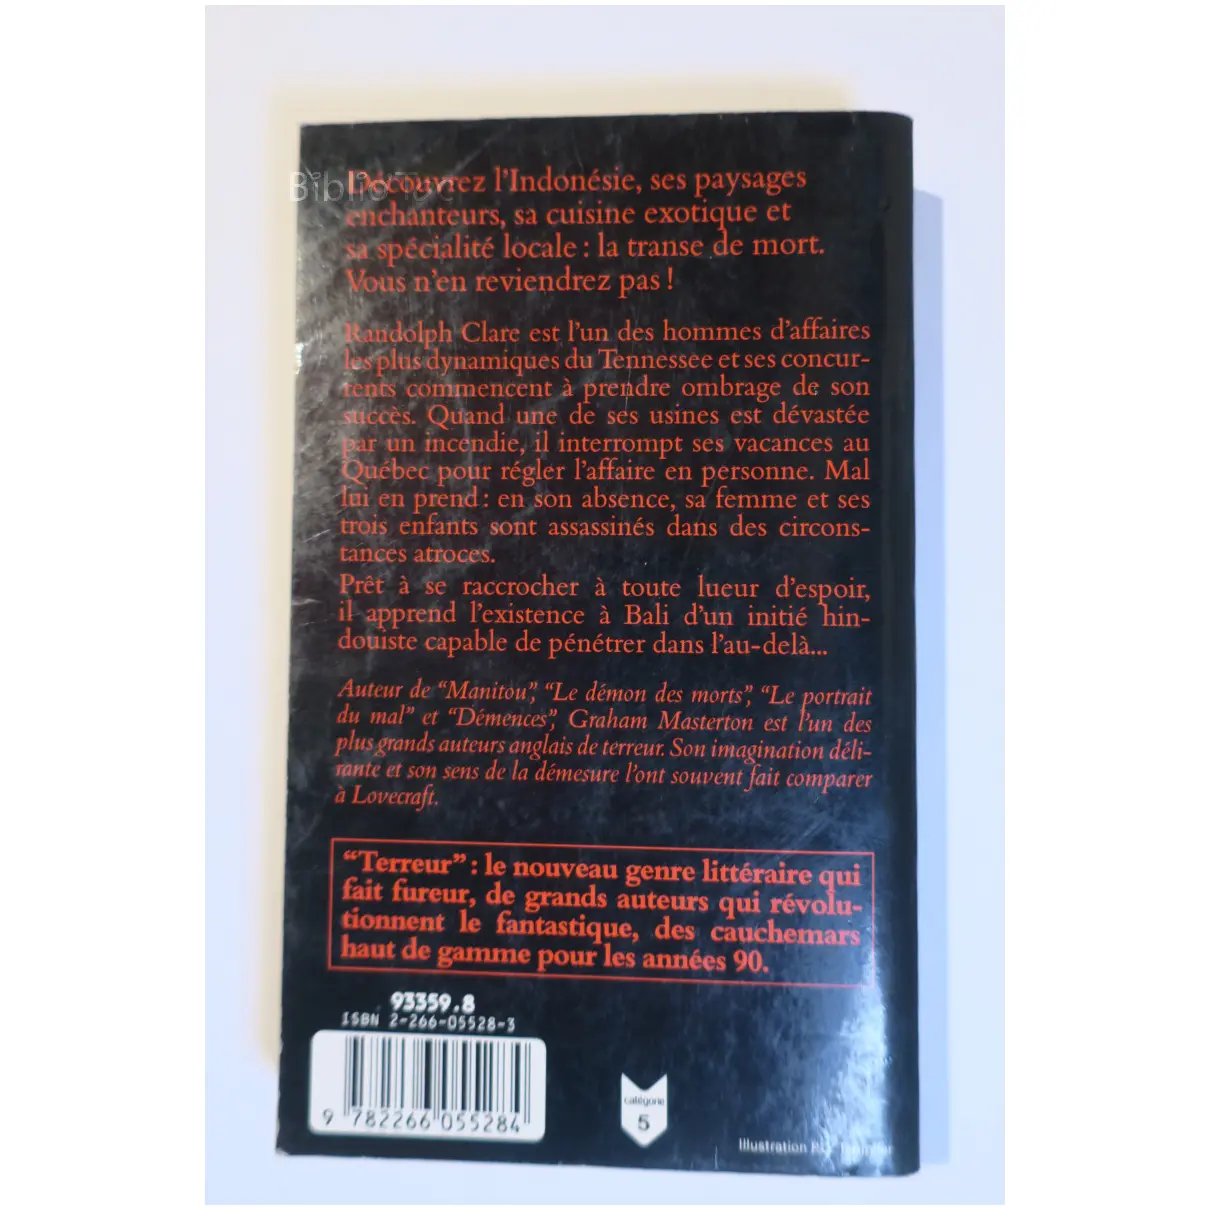 Biblio Toc
Découvrez l'Indonésie, ses paysages
enchanteurs, sa cuisine exotique et
sa spécialité locale : la transe de mort.
Vous n'en reviendrez pas !
Randolph Clare est l'un des hommes d'affaires
les plus dynamiques du Tennessee et ses concur-
rents commencent à prendre ombrage de son
succès. Quand une de ses usines est dévastée
par un incendie, il interrompt ses vacances au
Québec pour régler l'affaire en personne. Mal
lui en prend : en son absence, sa femme et ses
trois enfants sont assassinés dans des circons-
tances atroces.
Prêt à se raccrocher à toute lueur d'espoir,
il apprend l'existence à Bali d'un initié hin-
douiste capable de pénétrer dans l'au-delà...
Auteur de "Manitou", "Le démon des morts", "Le portrait
du mal" et "Démences", Graham Masterton est l'un des
plus grands auteurs anglais de terreur. Son imagination déli-
rante et son sens de la démesure l'ont souvent fait comparer
à Lovecraft.
"Terreur" : le nouveau genre littéraire qui
fait fureur, de grands auteurs qui révolu-
tionnent le fantastique, des cauchemars
haut de gamme pour les années 90.
93359.8
ISBN 2-266-05528-3
9 782266 055284
catégorie
5
Illustration